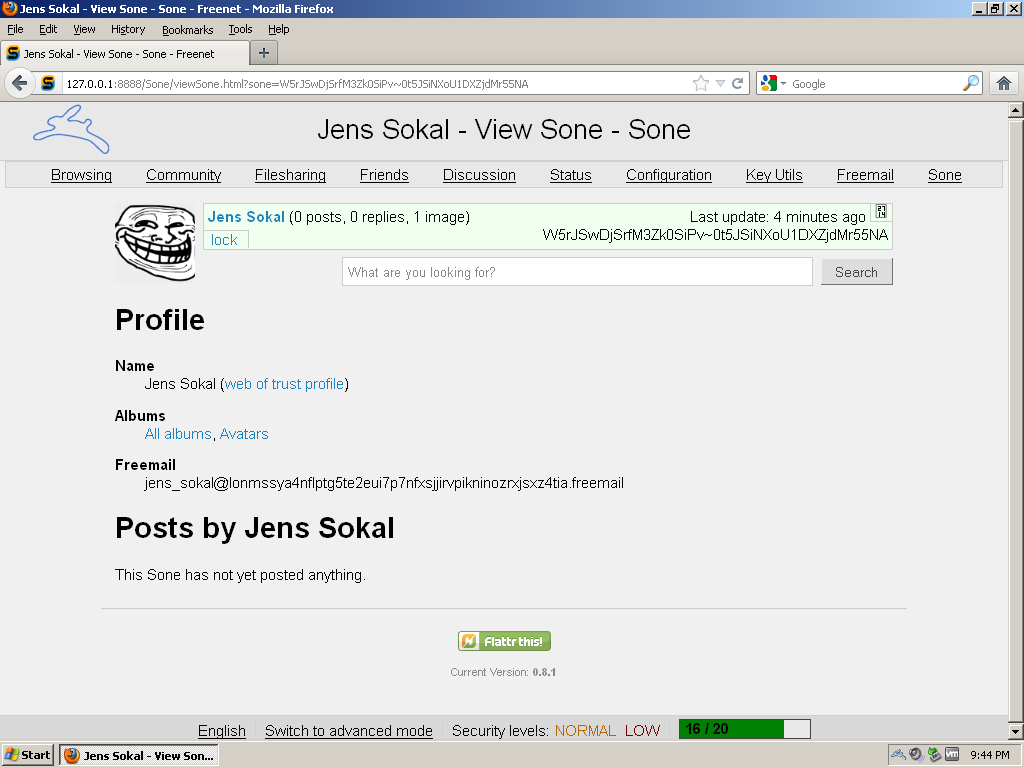 Jens Sokal - View Sone - Sone - Freenet - Mozilla Firefox
File Edit View History Bookmarks Tools Help
Jens Sokal - View Sone - Sone - Freenet
127.0.0.1:8888/Sone/viewSone.html?sone=W5rJSwDjSrfM3Zk0SiPv~0t5JSiNXoU1DXZjdMr55NA
Google
Jens Sokal - View Sone - Sone
Browsing Community Filesharing Friends Discussion Status Configuration Key Utils Freemail Sone
Jens Sokal (0 posts, 0 replies, 1 image) Last update: 4 minutes ago
lock W5rJSwDjSrfM3Zk0SiPv~0t5JSiNXoU1DXZjdMr55NA
What are you looking for? Search
Profile
Name
Jens Sokal (web of trust profile)
Albums
All albums, Avatars
Freemail
jens_sokal@lonmssya4nflptg5te2eui7p7nfxsjjirvpikninozrxjsxz4tia.freemail
Posts by Jens Sokal
This Sone has not yet posted anything.
Flattr this!
Current Version: 0.8.1
English Switch to advanced mode Security levels: NORMAL LOW 16 / 20
Start Jens Sokal - View Son... 9:44 PM